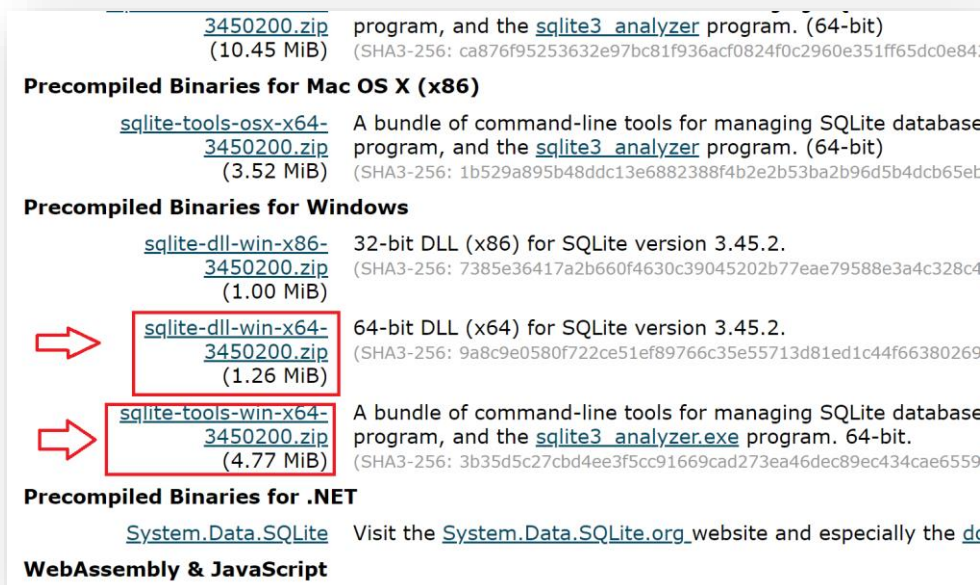 3450200.zip program, and the sqlite3_analyzer program. (64-bit)
(10.45 MiB) (SHA3-256: ca876f95253632e97bc81f936acf0824f0c2960e351ff65dc0e84
Precompiled Binaries for Mac OS X (x86)
sqlite-tools-osx-x64- A bundle of command-line tools for managing SQLite database
3450200.zip program, and the sqlite3_analyzer program. (64-bit)
(3.52 MiB) (SHA3-256: 1b529a895b48ddc13e6882388f4b2e2b53ba2b96d5b4dcb65eb
Precompiled Binaries for Windows
sqlite-dll-win-x86- 32-bit DLL (x86) for SQLite version 3.45.2.
3450200.zip (SHA3-256: 7385e36417a2b660f4630c39045202b77eae79588e3a4c328c4
(1.00 MiB)
sqlite-dll-win-x64- 64-bit DLL (x64) for SQLite version 3.45.2.
3450200.zip (SHA3-256: 9a8c9e0580f722ce51ef89766c35e55713d81ed1c44f66380269
(1.26 MiB)
sqlite-tools-win-x64- A bundle of command-line tools for managing SQLite database
3450200.zip program, and the sqlite3_analyzer.exe program. 64-bit.
(4.77 MiB) (SHA3-256: 3b35d5c27cbd4ee3f5cc91669cad273ea46dec89ec434cae6559
Precompiled Binaries for .NET
System.Data.SQLite Visit the System.Data.SQLite.org website and especially the do
WebAssembly & JavaScript